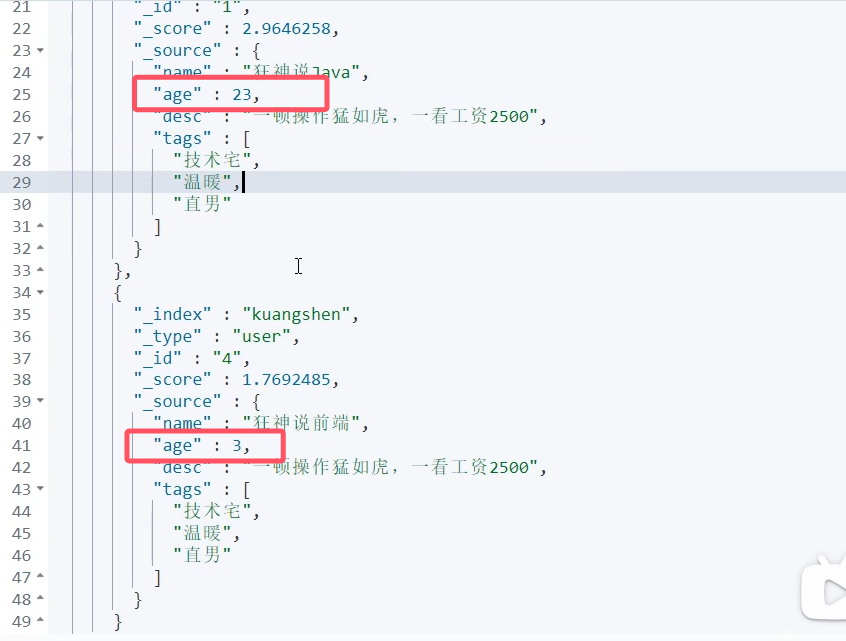 21 "_id" : "1",
22 "_score" : 2.9646258,
23 "_source" : {
24 "name" : "狂神说Java",
25 "age" : 23,
26 "desc" : "一顿操作猛如虎，一看工资2500",
27 "tags" : [
28 "技术宅",
29 "温暖",
30 "直男"
31 ]
32 }
33 },
34 {
35 "_index" : "kuangshen",
36 "_type" : "user",
37 "_id" : "4",
38 "_score" : 1.7692485,
39 "_source" : {
40 "name" : "狂神说前端",
41 "age" : 3,
42 "desc" : "一顿操作猛如虎，一看工资2500",
43 "tags" : [
44 "技术宅",
45 "温暖",
46 "直男"
47 ]
48 }
49 }